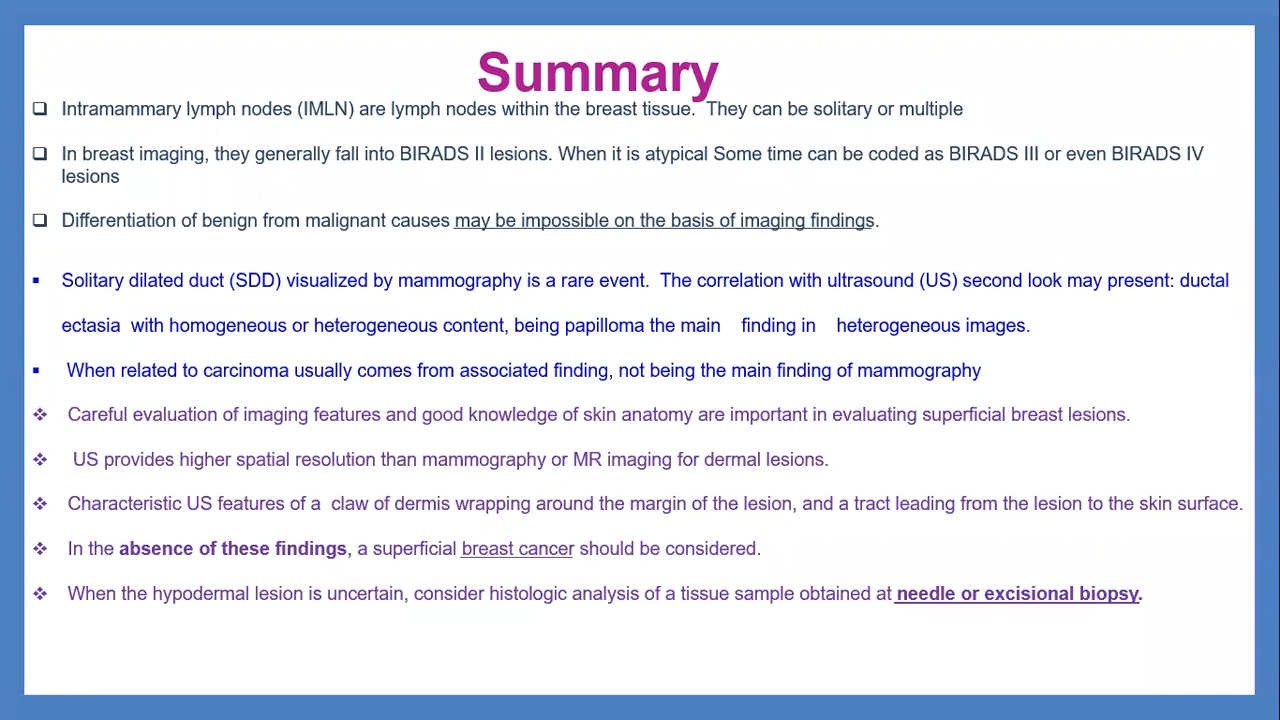 Summary
❑ Intramammary lymph nodes (IMLN) are lymph nodes within the breast tissue.  They can be solitary or multiple
❑ In breast imaging, they generally fall into BIRADS II lesions. When it is atypical Some time can be coded as BIRADS III or even BIRADS IV
lesions
❑ Differentiation of benign from malignant causes may be impossible on the basis of imaging findings.
▪ Solitary dilated duct (SDD) visualized by mammography is a rare event.  The correlation with ultrasound (US) second look may present: ductal
ectasia  with homogeneous or heterogeneous content, being papilloma the main    finding in    heterogeneous images.
▪ When related to carcinoma usually comes from associated finding, not being the main finding of mammography
❖ Careful evaluation of imaging features and good knowledge of skin anatomy are important in evaluating superficial breast lesions.
❖ US provides higher spatial resolution than mammography or MR imaging for dermal lesions.
❖ Characteristic US features of a  claw of dermis wrapping around the margin of the lesion, and a tract leading from the lesion to the skin surface.
❖ In the absence of these findings, a superficial breast cancer should be considered.
❖ When the hypodermal lesion is uncertain, consider histologic analysis of a tissue sample obtained at needle or excisional biopsy.